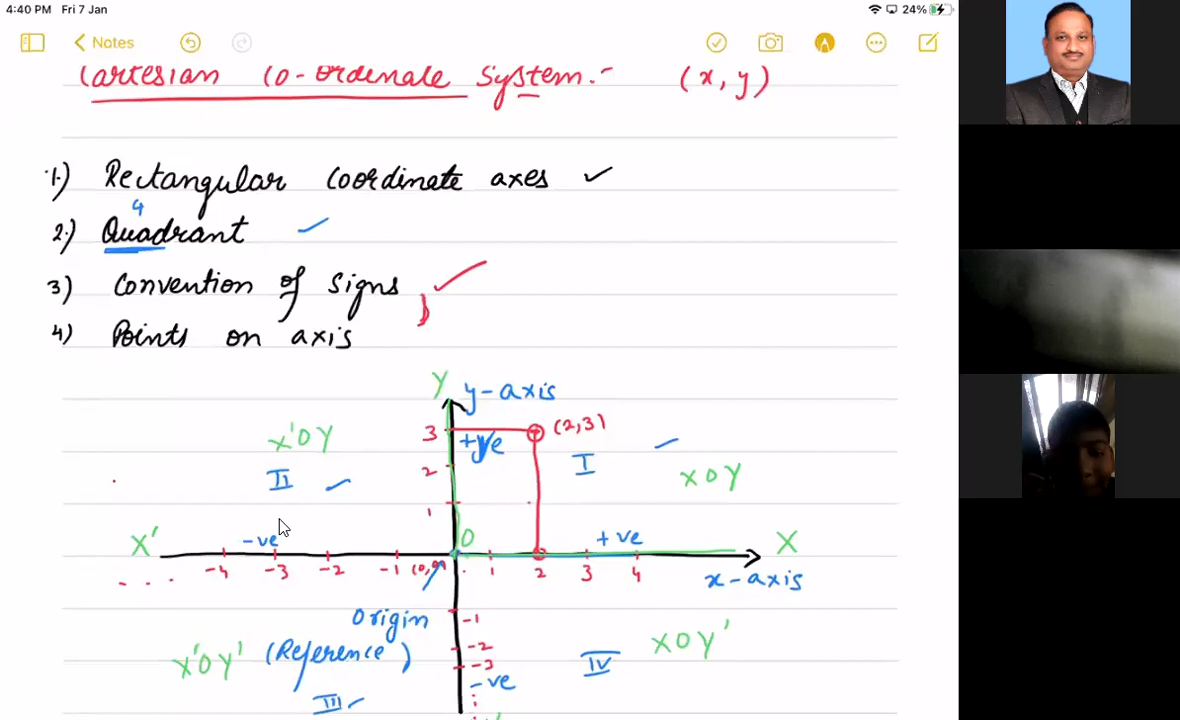 4:40 PM Fri 7 Jan 24%
Notes
Cartesian Co-ordenate System:- (x, y)
1) Rectangular Coordinate axes ✓
4
2) Quadrant
3) Convention of Signs
4) Points on axis
Y y-axis
3 +ve (2,3)
X'OY
II
2
I
XOY
1
X' -ve O +ve X
-4 -3 -2 -1 (0,0) 1 2 3 4 x-axis
Origin -1
X'OY' (Reference) -2 XOY'
-3 IV
-ve
III